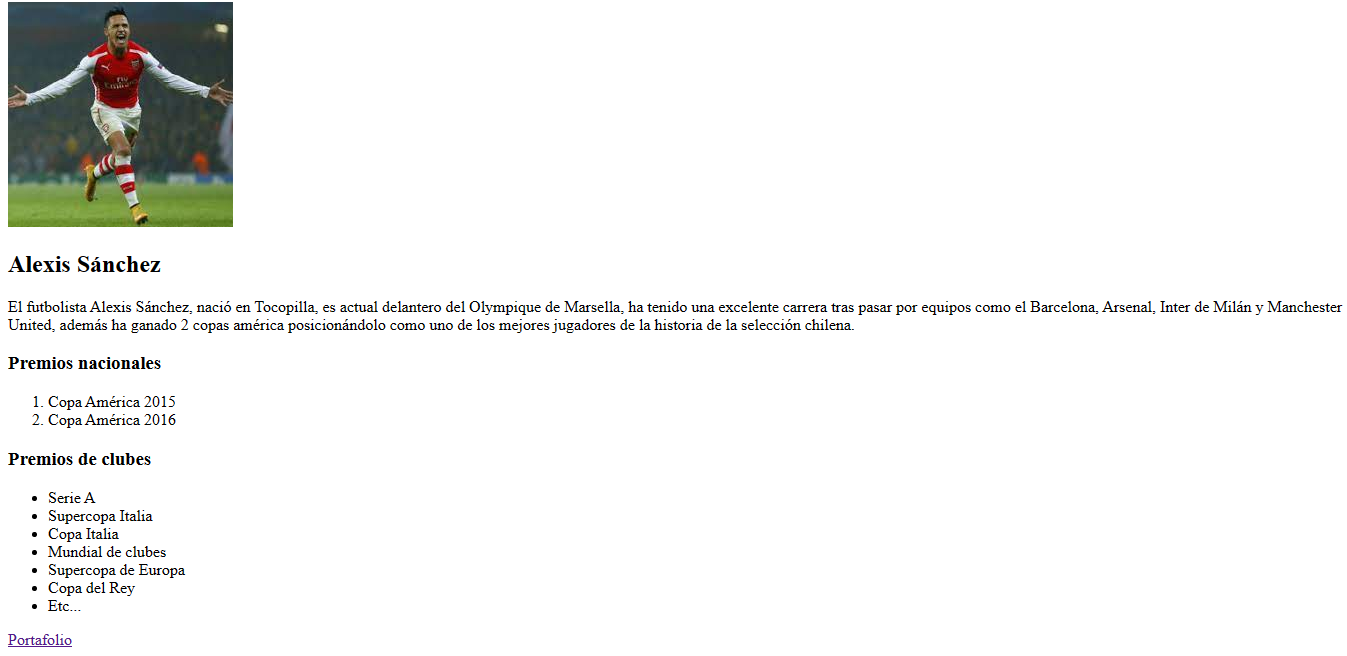 Fly
Emirates
Alexis Sánchez
El futbolista Alexis Sánchez, nació en Tocopilla, es actual delantero del Olympique de Marsella, ha tenido una excelente carrera tras pasar por equipos como el Barcelona, Arsenal, Inter de Milán y Manchester
United, además ha ganado 2 copas américa posicionándolo como uno de los mejores jugadores de la historia de la selección chilena.
Premios nacionales
1. Copa América 2015
2. Copa América 2016
Premios de clubes
• Serie A
• Supercopa Italia
• Copa Italia
• Mundial de clubes
• Supercopa de Europa
• Copa del Rey
• Etc...
Portafolio